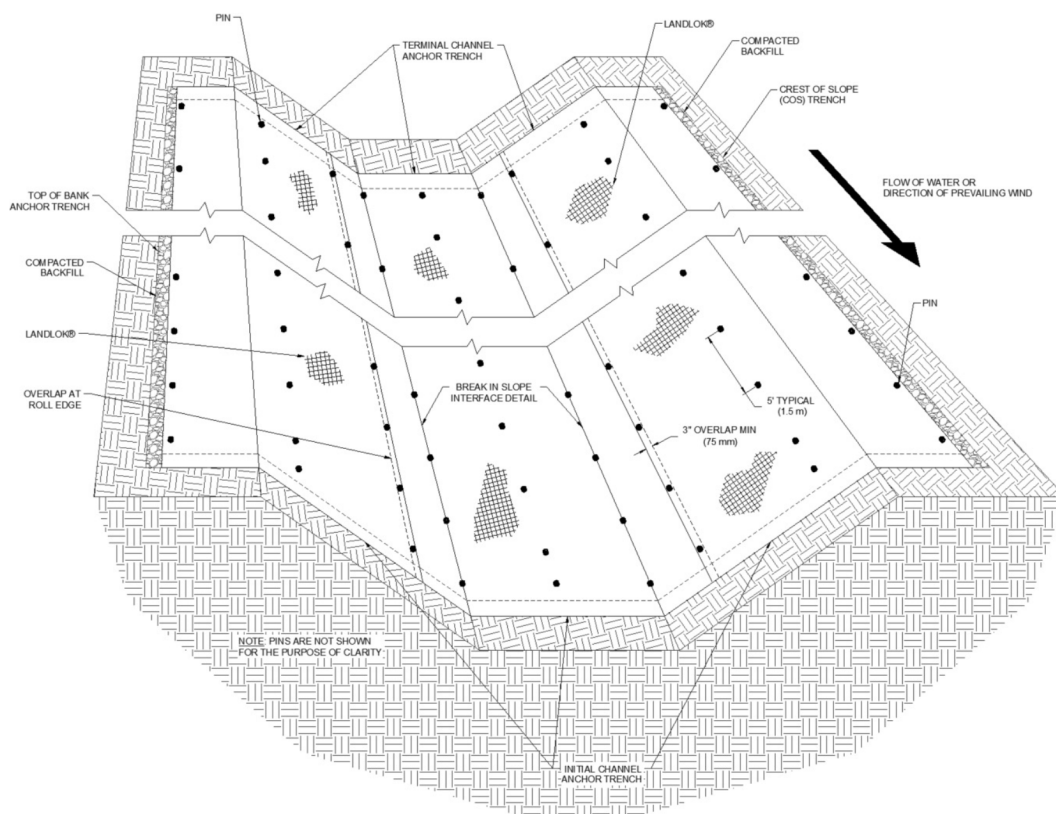 PIN
TERMINAL CHANNEL
ANCHOR TRENCH
LANDLOK®
COMPACTED
BACKFILL
CREST OF SLOPE
(COS) TRENCH
FLOW OF WATER OR
DIRECTION OF PREVAILING WIND
TOP OF BANK
ANCHOR TRENCH
COMPACTED
BACKFILL
LANDLOK®
OVERLAP AT
ROLL EDGE
BREAK IN SLOPE
INTERFACE DETAIL
PIN
5' TYPICAL
(1.5 m)
3" OVERLAP MIN
(75 mm)
NOTE: PINS ARE NOT SHOWN
FOR THE PURPOSE OF CLARITY
INITIAL CHANNEL
ANCHOR TRENCH